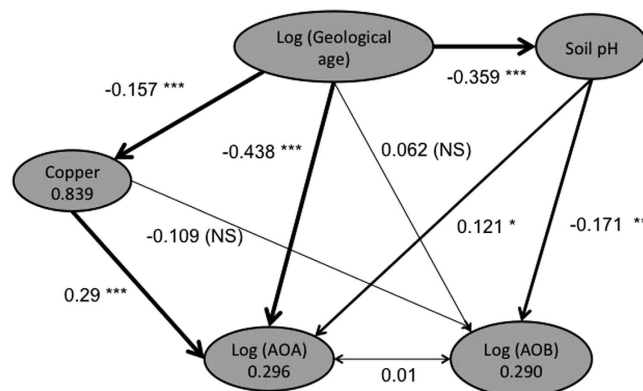 Log (Geological
age)
Soil pH
-0.359 ***
-0.157 ***
-0.438 ***
0.062 (NS)
Copper
0.839
-0.109 (NS)
0.121 *
-0.171 **
0.29 ***
Log (AOA)
0.296
0.01
Log (AOB)
0.290